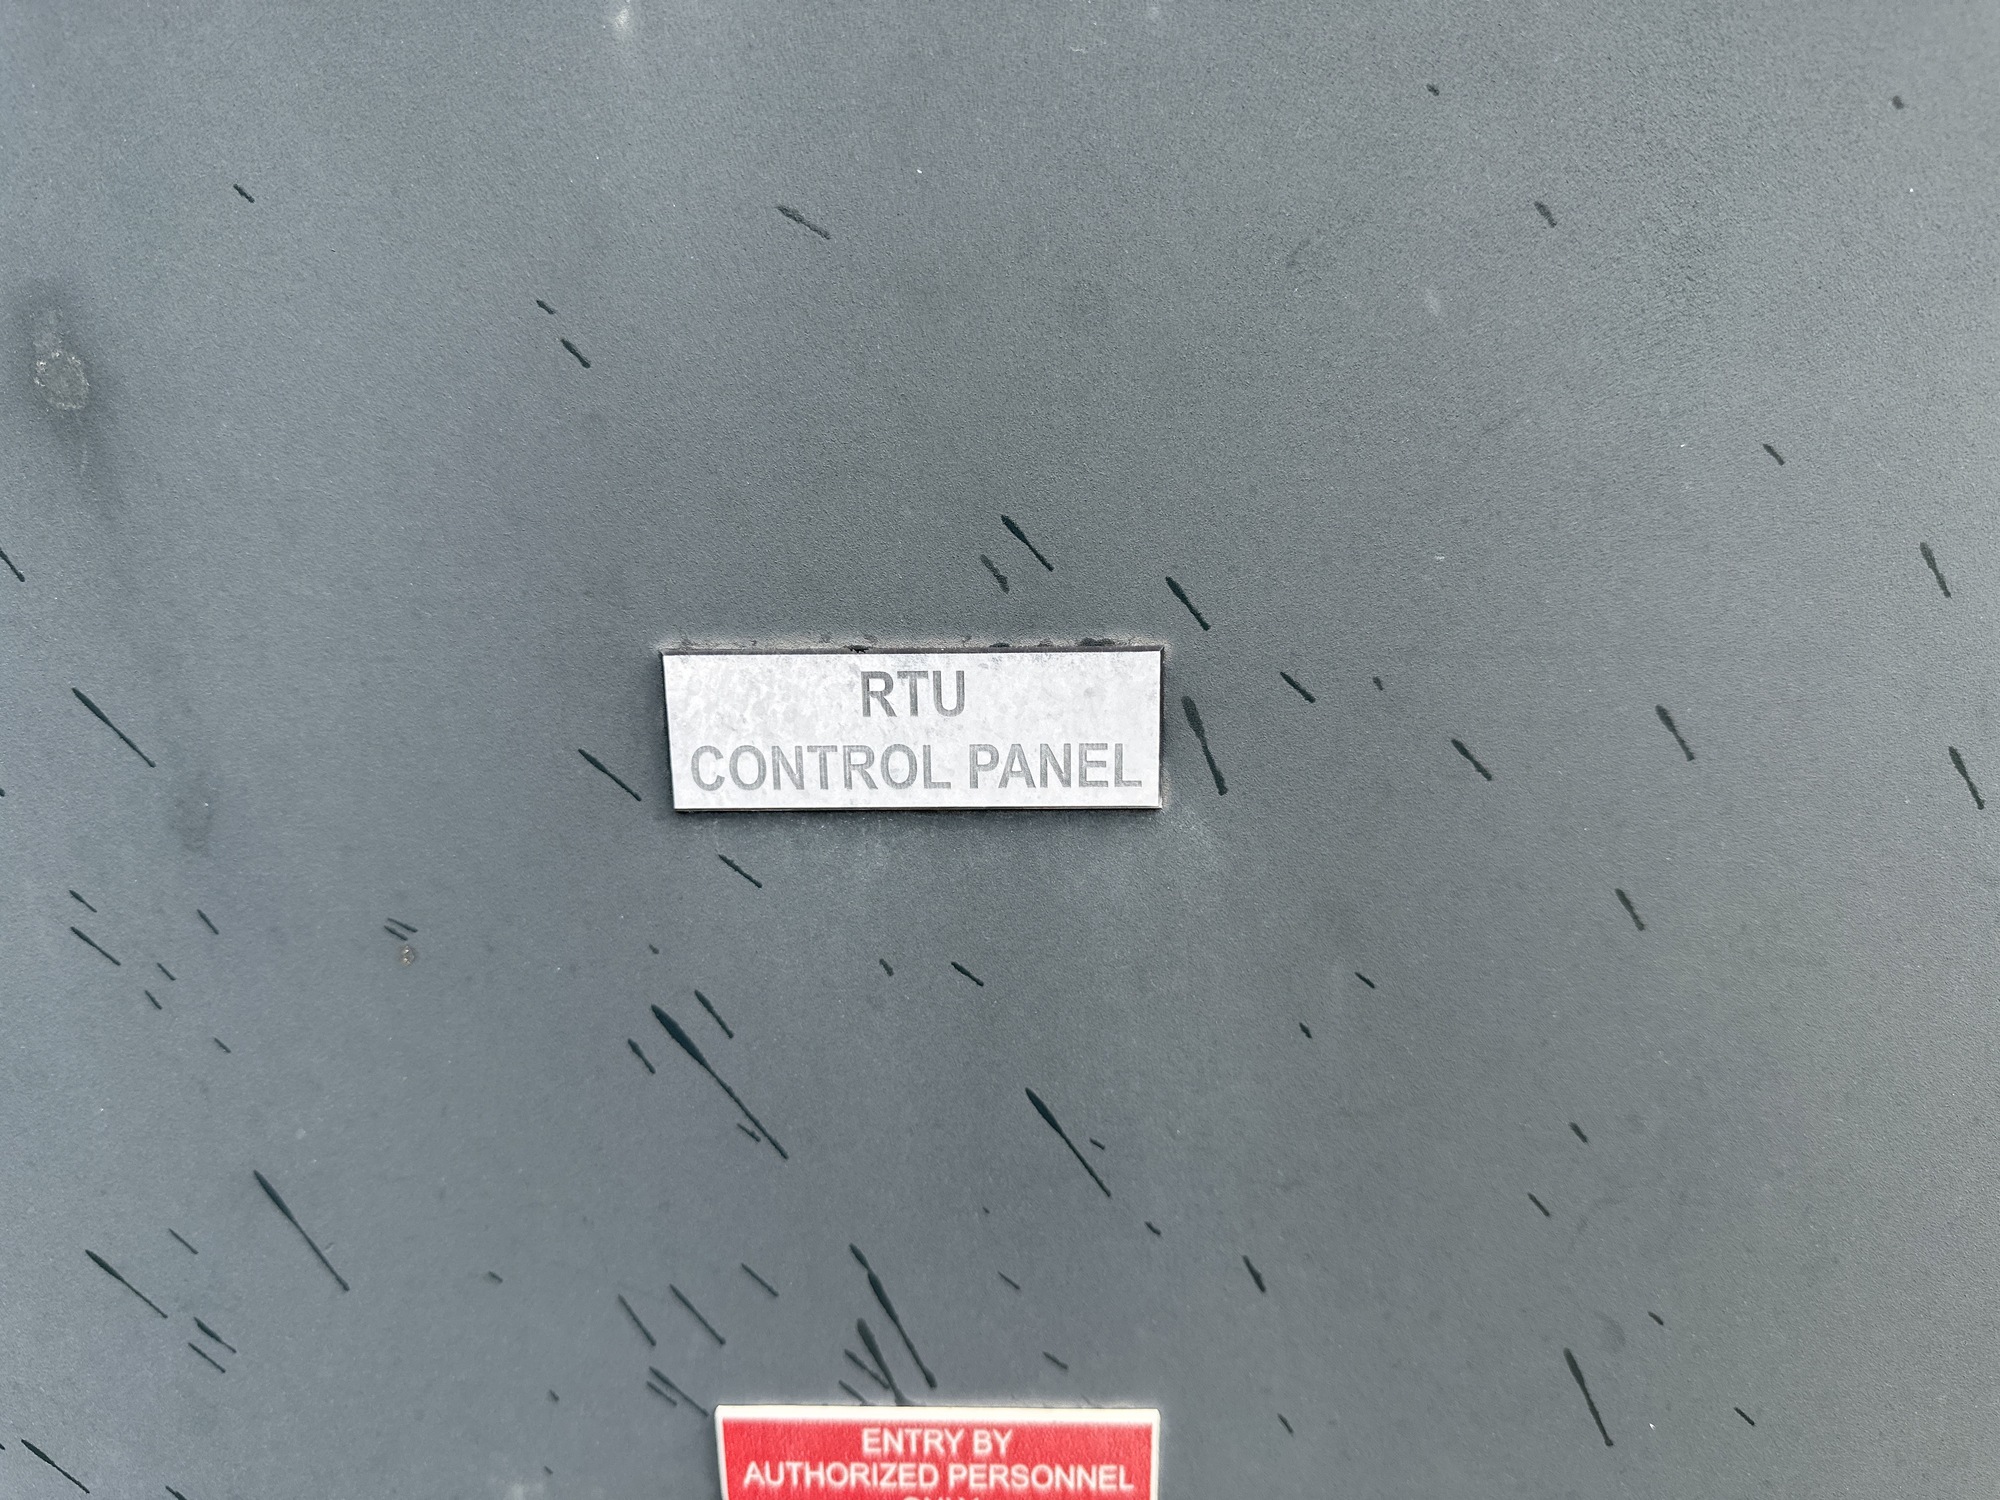 RTU
CONTROL PANEL
ENTRY BY
AUTHORIZED PERSONNEL